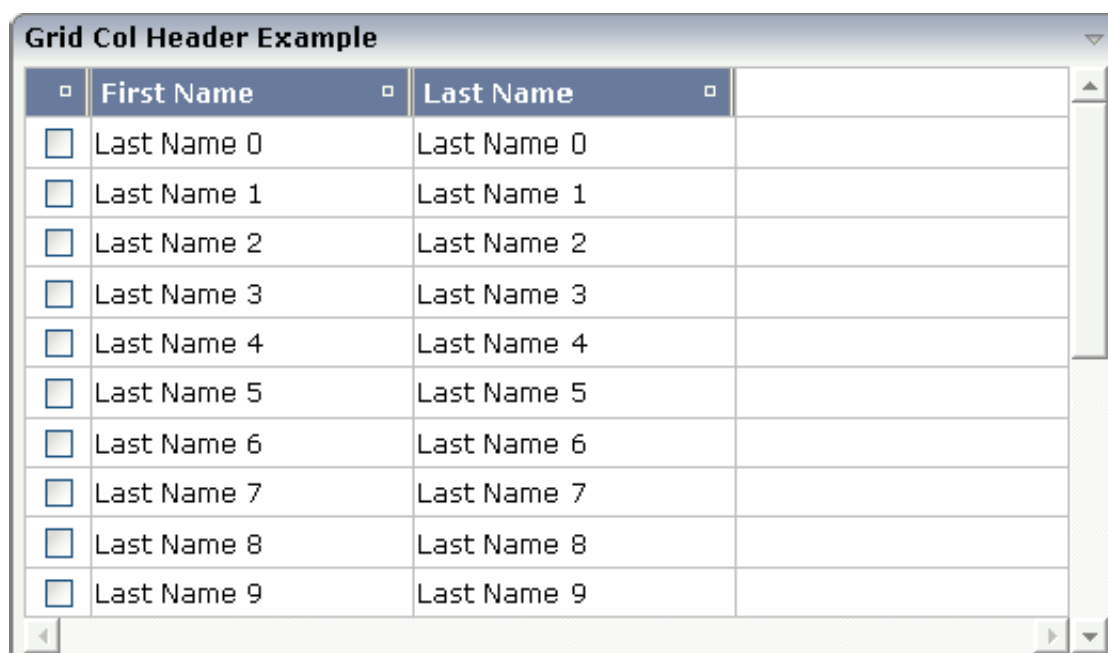 Grid Col Header Example
First Name Last Name
Last Name 0 Last Name 0
Last Name 1 Last Name 1
Last Name 2 Last Name 2
Last Name 3 Last Name 3
Last Name 4 Last Name 4
Last Name 5 Last Name 5
Last Name 6 Last Name 6
Last Name 7 Last Name 7
Last Name 8 Last Name 8
Last Name 9 Last Name 9